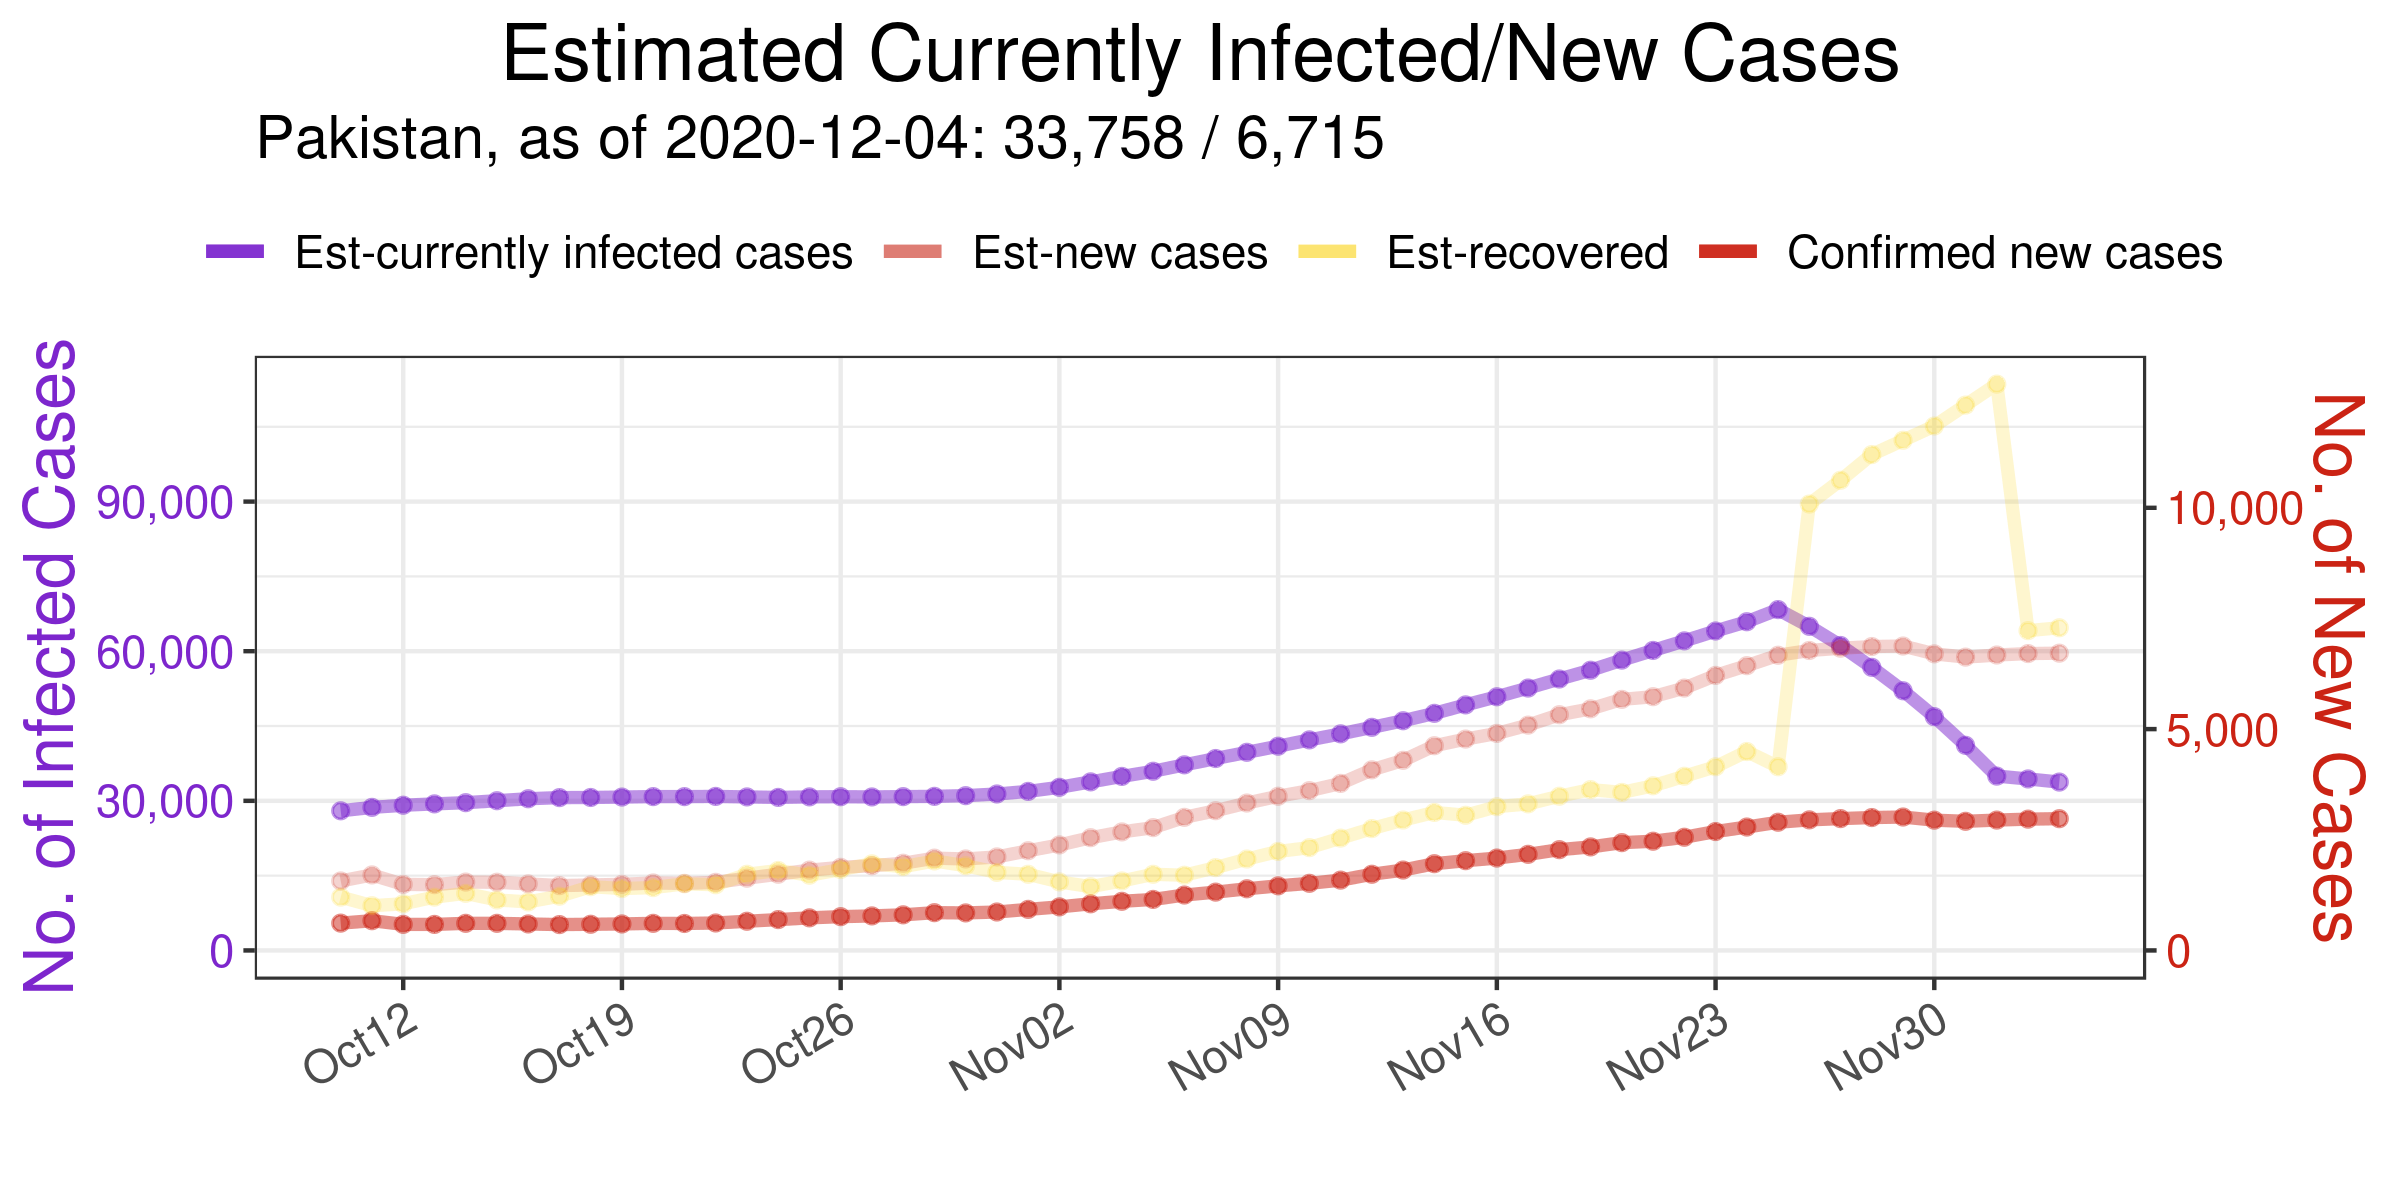 Estimated Currently Infected/New Cases
Pakistan, as of 2020-12-04: 33,758 / 6,715
Est-currently infected cases Est-new cases Est-recovered Confirmed new cases
No. of Infected Cases
90,000
60,000
30,000
0
10,000
5,000
0
No. of New Cases
Oct12 Oct19 Oct26 Nov02 Nov09 Nov16 Nov23 Nov30